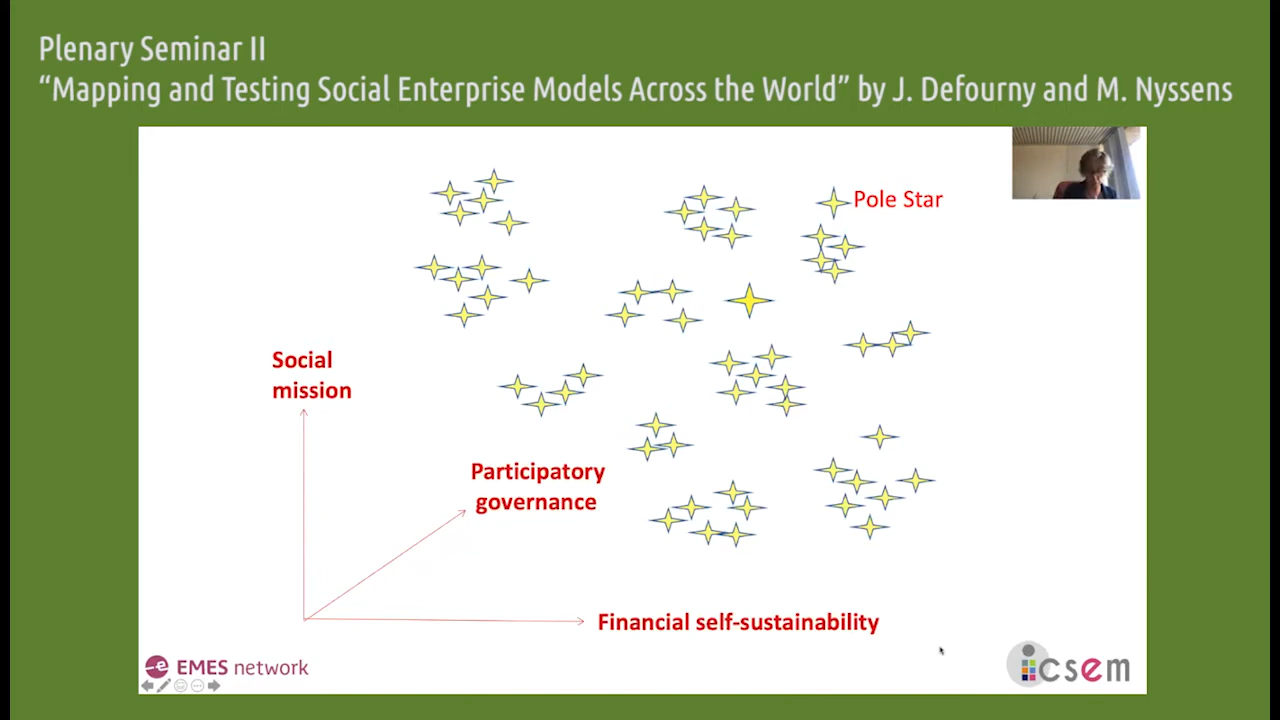 Plenary Seminar II
“Mapping and Testing Social Enterprise Models Across the World” by J. Defourny and M. Nyssens
Pole Star
Social
mission
Participatory
governance
Financial self-sustainability
EMES network
icsem